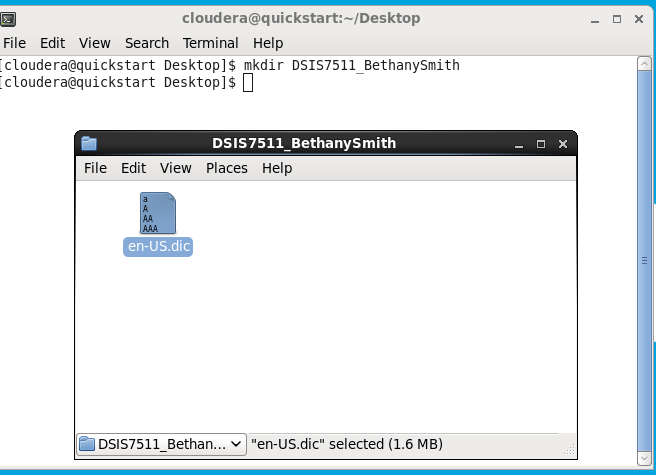 cloudera@quickstart:~/Desktop
File Edit View Search Terminal Help
[cloudera@quickstart Desktop]$ mkdir DSIS7511_BethanySmith
[cloudera@quickstart Desktop]$
DSIS7511_BethanySmith
File Edit View Places Help
a
A
AA
AAA
en-US.dic
DSIS7511_Bethan... "en-US.dic" selected (1.6 MB)